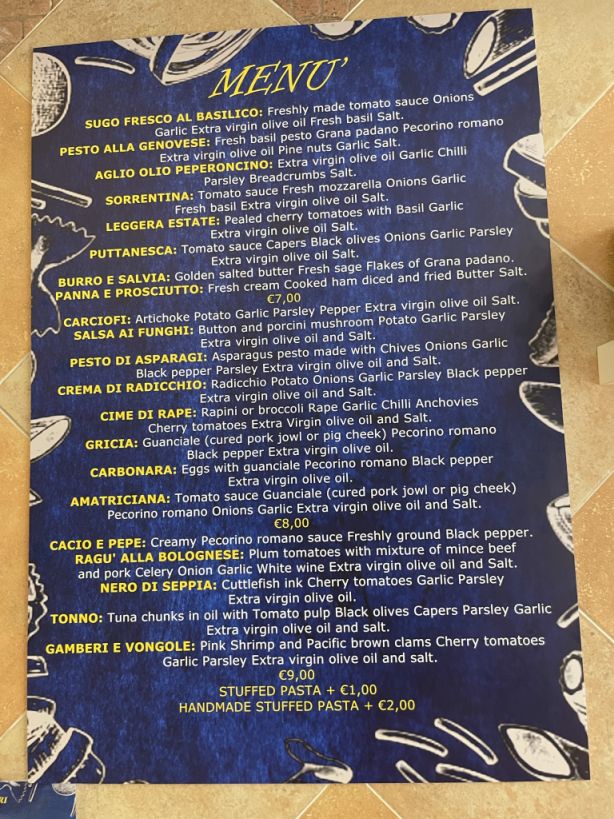 MENU'
SUGO FRESCO AL BASILICO: Freshly made tomato sauce Onions
Garlic Extra virgin olive oil Fresh basil Salt.
PESTO ALLA GENOVESE: Fresh basil pesto Grana padano Pecorino romano
Extra virgin olive oil Pine nuts Garlic Salt.
AGLIO OLIO PEPERONCINO: Extra virgin olive oil Garlic Chilli
Parsley Breadcrumbs Salt.
SORRENTINA: Tomato sauce Fresh mozzarella Onions Garlic
Fresh basil Extra virgin olive oil Salt.
LEGGERA ESTATE: Pealed cherry tomatoes with Basil Garlic
Extra virgin olive oil Salt.
PUTTANESCA: Tomato sauce Capers Black olives Onions Garlic Parsley
Extra virgin olive oil Salt.
BURRO E SALVIA: Golden salted butter Fresh sage Flakes of Grana padano.
PANNA E PROSCIUTTO: Fresh cream Cooked ham diced and fried Butter Salt.
€7,00
CARCIOFI: Artichoke Potato Garlic Parsley Pepper Extra virgin olive oil Salt.
SALSA AI FUNGHI: Button and porcini mushroom Potato Garlic Parsley
Extra virgin olive oil and Salt.
PESTO DI ASPARAGI: Asparagus pesto made with Chives Onions Garlic
Black pepper Parsley Extra virgin olive oil and Salt.
CREMA DI RADICCHIO: Radicchio Potato Onions Garlic Parsley Black pepper
Extra virgin olive oil and Salt.
CIME DI RAPE: Rapini or broccoli Rape Garlic Chilli Anchovies
Cherry tomatoes Extra Virgin olive oil and Salt.
GRICIA: Guanciale (cured pork jowl or pig cheek) Pecorino romano
Black pepper Extra virgin olive oil.
CARBONARA: Eggs with guanciale Pecorino romano Black pepper
Extra virgin olive oil.
AMATRICIANA: Tomato sauce Guanciale (cured pork jowl or pig cheek)
Pecorino romano Onions Garlic Extra virgin olive oil and Salt.
€8,00
CACIO E PEPE: Creamy Pecorino romano sauce Freshly ground Black pepper.
RAGU' ALLA BOLOGNESE: Plum tomatoes with mixture of mince beef
and pork Celery Onion Garlic White wine Extra virgin olive oil and Salt.
NERO DI SEPPIA: Cuttlefish ink Cherry tomatoes Garlic Parsley
Extra virgin olive oil.
TONNO: Tuna chunks in oil with Tomato pulp Black olives Capers Parsley Garlic
Extra virgin olive oil and salt.
GAMBERI E VONGOLE: Pink Shrimp and Pacific brown clams Cherry tomatoes
Garlic Parsley Extra virgin olive oil and salt.
€9,00
STUFFED PASTA + €1,00
HANDMADE STUFFED PASTA + €2,00